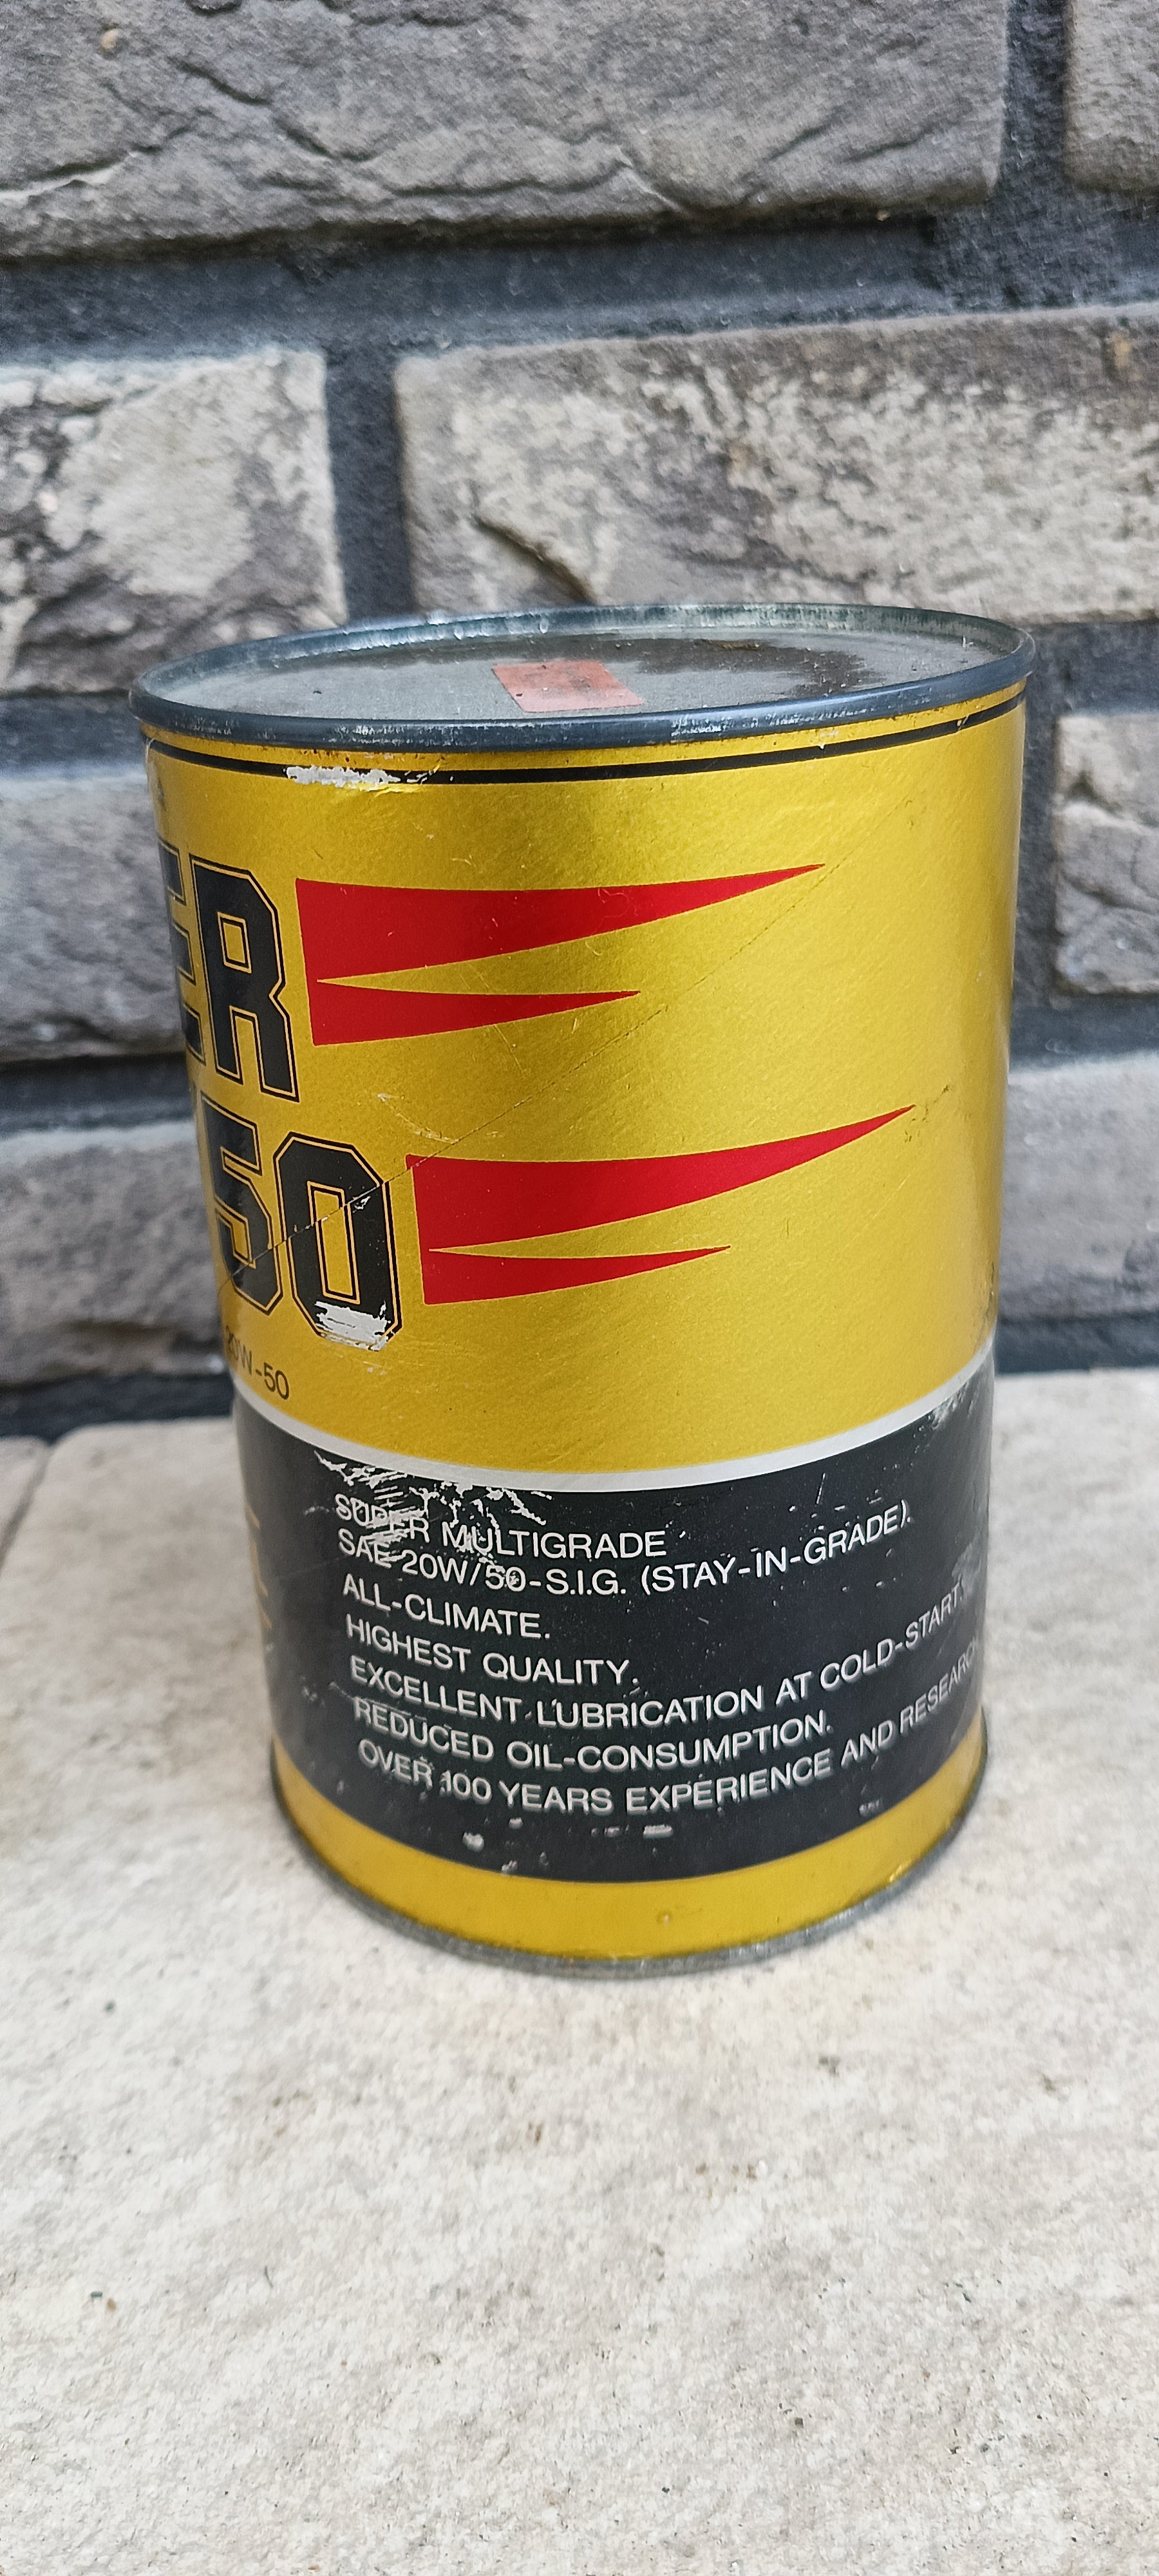 ER
50
20W-50
SUPER MULTIGRADE
SAE 20W/50-S.I.G. (STAY-IN-GRADE).
ALL-CLIMATE.
HIGHEST QUALITY.
EXCELLENT LUBRICATION AT COLD-START.
REDUCED OIL-CONSUMPTION.
OVER 100 YEARS EXPERIENCE AND RESEARCH